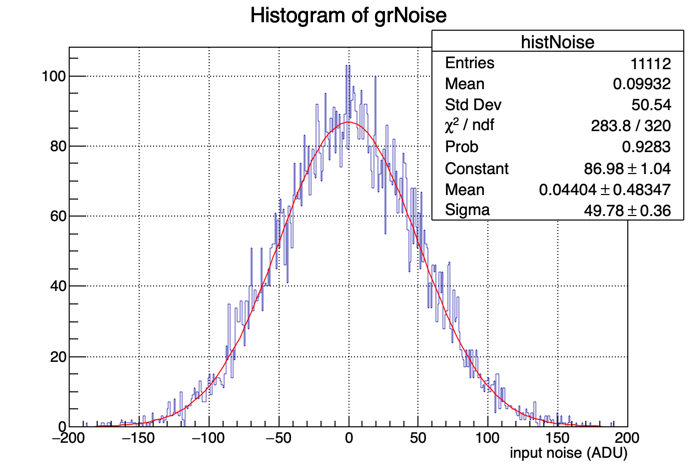 Histogram of grNoise
histNoise
Entries 11112
Mean 0.09932
Std Dev 50.54
χ² / ndf 283.8 / 320
Prob 0.9283
Constant 86.98 ± 1.04
Mean 0.04404 ± 0.48347
Sigma 49.78 ± 0.36
100
80
60
40
20
0
−200 −150 −100 −50 0 50 100 150 200
input noise (ADU)